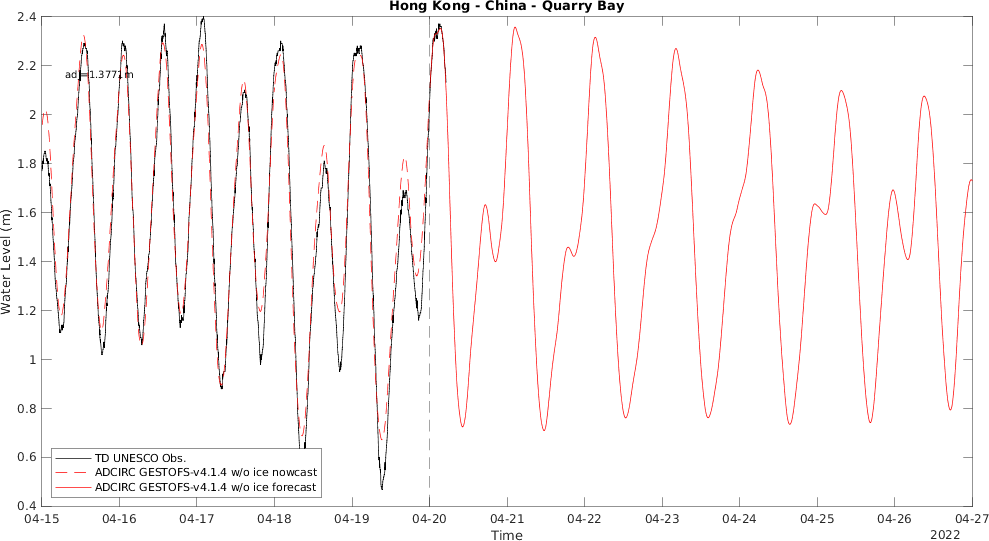 Hong Kong - China - Quarry Bay
2.4
2.2
2
1.8
1.6
1.4
1.2
1
0.8
0.6
0.4
Water Level (m)
adj=1.3771m
TD UNESCO Obs.
ADCIRC GESTOFS-v4.1.4 w/o ice nowcast
ADCIRC GESTOFS-v4.1.4 w/o ice forecast
04-15 04-16 04-17 04-18 04-19 04-20 04-21 04-22 04-23 04-24 04-25 04-26 04-27
Time
2022